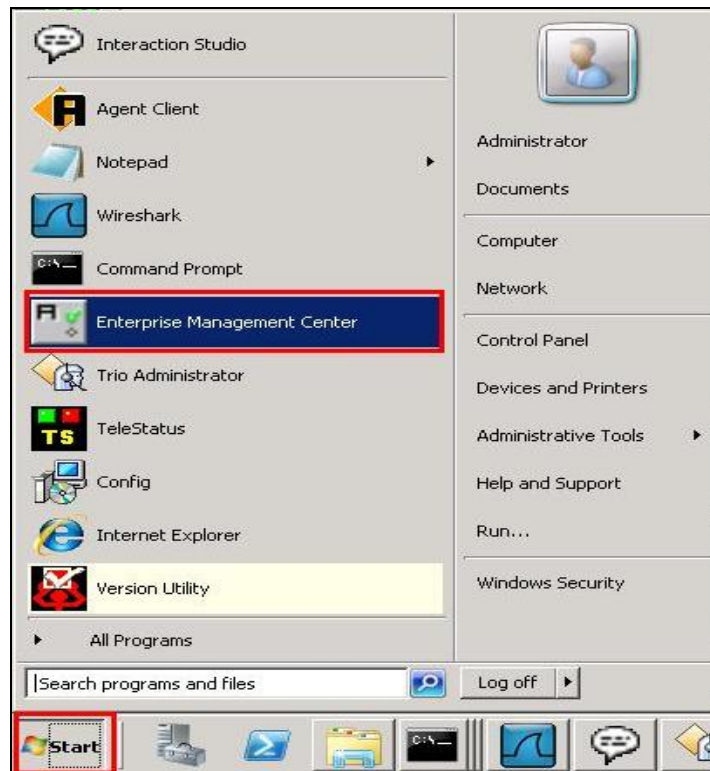 Interaction Studio
Agent Client
Notepad
Wireshark
C:\
Command Prompt
Enterprise Management Center
Trio Administrator
TS
TeleStatus
Config
Internet Explorer
Version Utility
All Programs
Search programs and files
Administrator
Documents
Computer
Network
Control Panel
Devices and Printers
Administrative Tools
Help and Support
Run...
Windows Security
Log off
Start
C:\